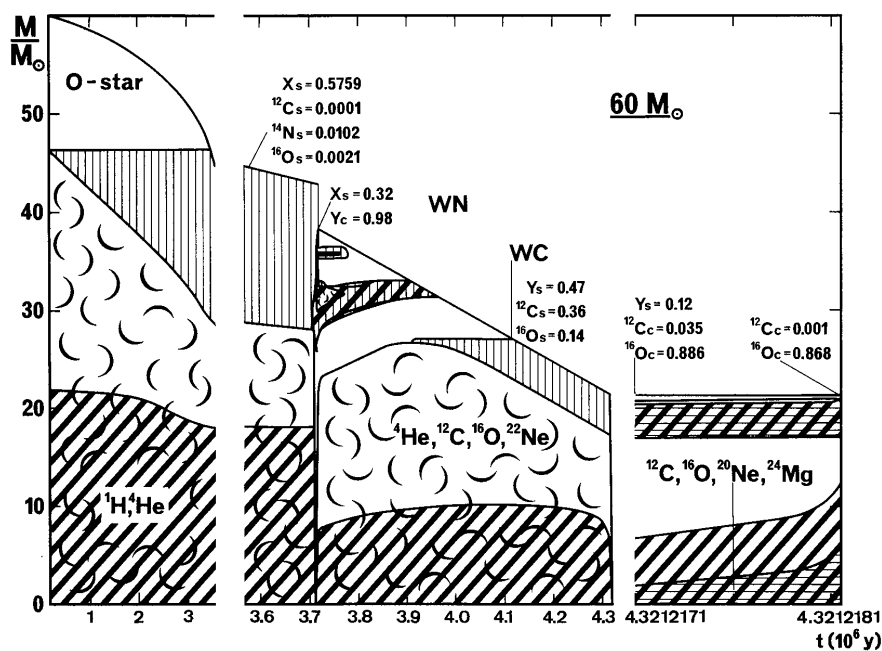 M
M☉
O-star
50
40
30
20
10
0
Xs = 0.5759
¹²Cs = 0.0001
¹⁴Ns = 0.0102
¹⁶Os = 0.0021
Xs = 0.32
Yc = 0.98
60 M☉
WN
WC
Ys = 0.47
¹²Cs = 0.36
¹⁶Os = 0.14
Ys = 0.12
¹²Cc = 0.035
¹⁶Oc = 0.886
¹²Cc = 0.001
¹⁶Oc = 0.868
¹H,⁴He
⁴He,¹²C,¹⁶O,²²Ne
¹²C,¹⁶O,²⁰Ne,²⁴Mg
1 2 3 3.6 3.7 3.8 3.9 4.0 4.1 4.2 4.3 4.3212171 4.3212181
t (10⁶ y)